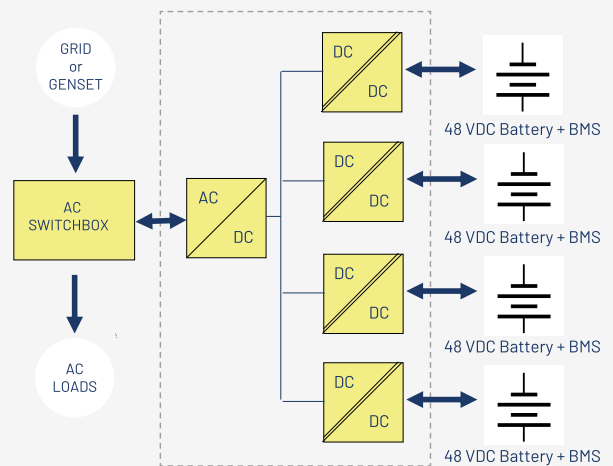 GRID
or
GENSET
AC
SWITCHBOX
AC
LOADS
AC
DC
DC
DC
48 VDC Battery + BMS
DC
DC
48 VDC Battery + BMS
DC
DC
48 VDC Battery + BMS
DC
DC
48 VDC Battery + BMS